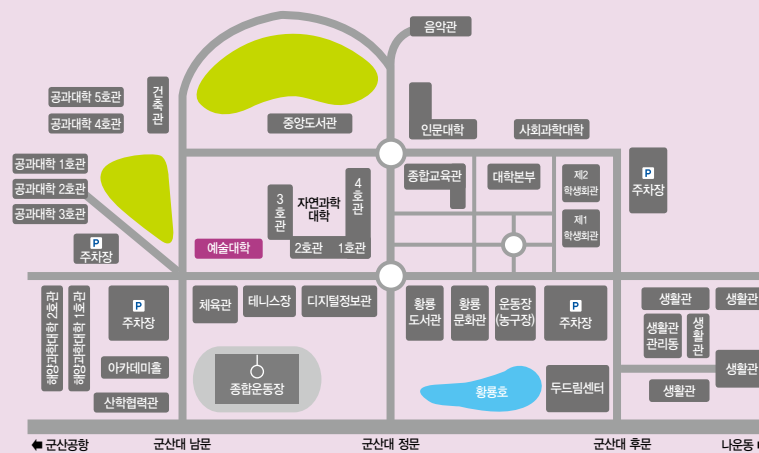 음악관
공과대학 5호관
건축관
공과대학 4호관
중앙도서관
인문대학
사회과학대학
공과대학 1호관
공과대학 2호관
공과대학 3호관
P
주차장
3호관
자연과학
대학
4호관
2호관
1호관
예술대학
종합교육관
대학본부
제2
학생회관
제1
학생회관
P
주차장
해양과학대학 2호관
해양과학대학 1호관
P
주차장
아카데미홀
산학협력관
체육관
테니스장
디지털정보관
종합운동장
황룡
도서관
황룡
문화관
운동장
(농구장)
P
주차장
황룡호
두드림센터
생활관
생활관
생활관
관리동
생활관
생활관
생활관
군산공항
군산대 남문
군산대 정문
군산대 후문
나운동